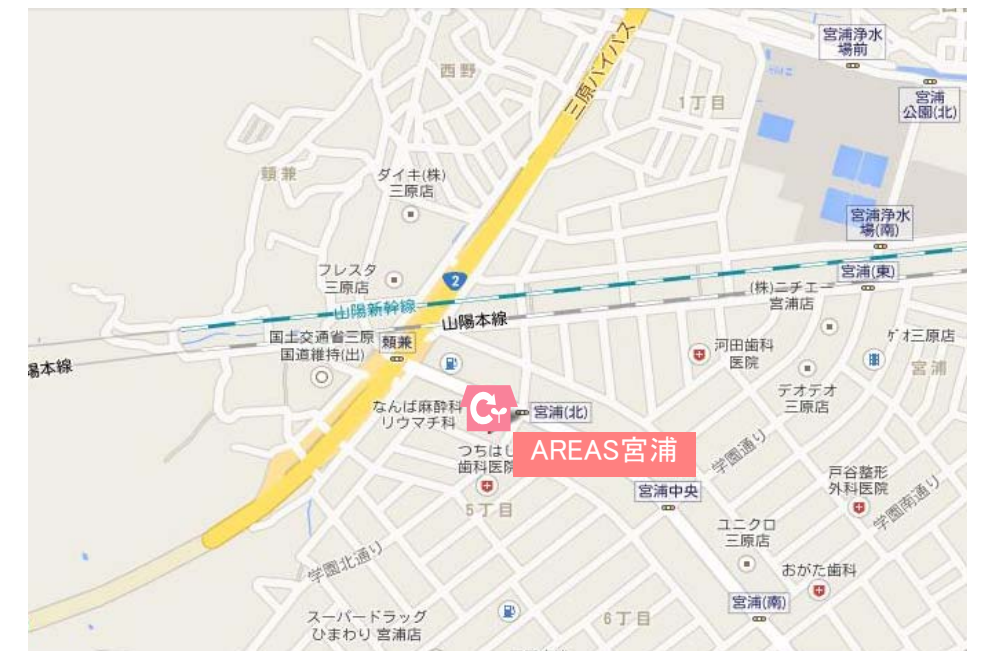 宮浦浄水
場前
西野
三原バイパス
1丁目
宮浦
公園(北)
頼兼
ダイキ(株)
三原店
宮浦浄水
場(南)
フレスタ
三原店
2
宮浦(東)
(株)ニチエー
宮浦店
山陽新幹線
山陽本線
国土交通省三原
国道維持(出)
頼兼
陽本線
河田歯科
医院
ゲオ三原店
宮浦
デオデオ
三原店
なんば麻酔科
リウマチ科
宮浦(北)
AREAS宮浦
つちはし
歯科医院
学園通り
戸谷整形
外科医院
宮浦中央
5丁目
学園南通り
ユニクロ
三原店
学園北通り
おがた歯科
宮浦(南)
スーパードラッグ
ひまわり 宮浦店
6丁目